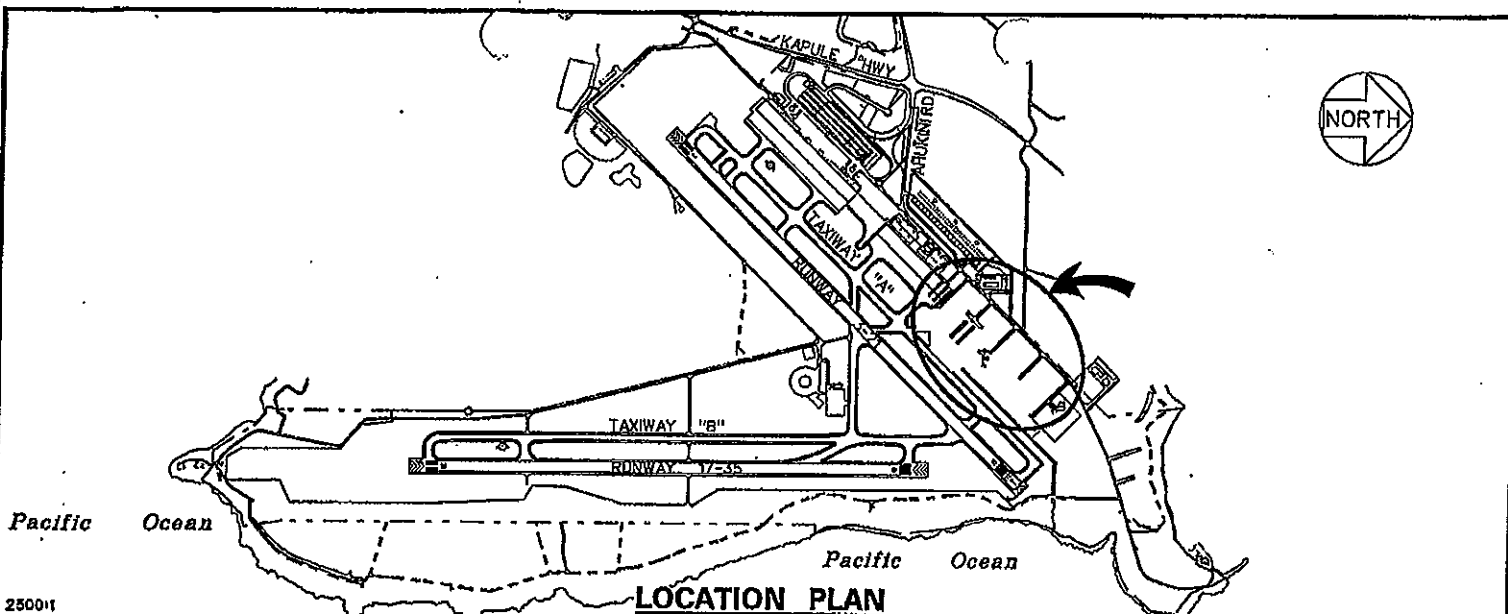 KAPULE HWY
AHUKINI RD.
NORTH
TAXIWAY "A"
RUNWAY
TAXIWAY "B"
RUNWAY 17-35
Pacific Ocean
Pacific Ocean
250011
LOCATION PLAN